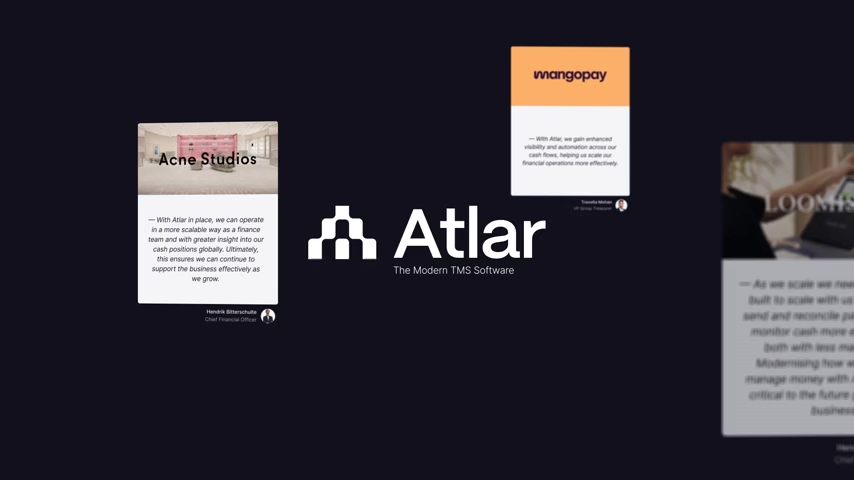 Acne Studios
— With Atlar in place, we can operate
in a more scalable way as a finance
team and with greater insight into our
cash positions globally. Ultimately,
this ensures we can continue to
support the business effectively as
we grow.
Hendrik Bitterschulte
Chief Financial Officer
Atlar
The Modern TMS Software
mangopay
— With Atlar, we gain enhanced
visibility and automation across our
cash flows, helping us scale our
financial operations more effectively.
VP Group Treasurer
LOOMIS
— As we scale we nee
built to scale with us
send and reconcile pa
monitor cash more
both with less ma
Modernising how w
manage money with
critical to the future
business